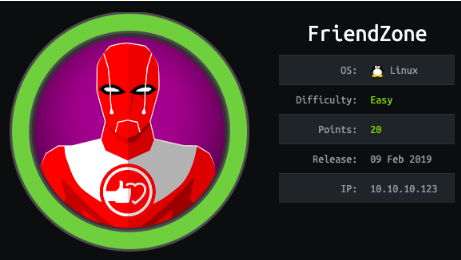 FriendZone
OS: Linux
Difficulty: Easy
Points: 20
Release: 09 Feb 2019
IP: 10.10.10.123